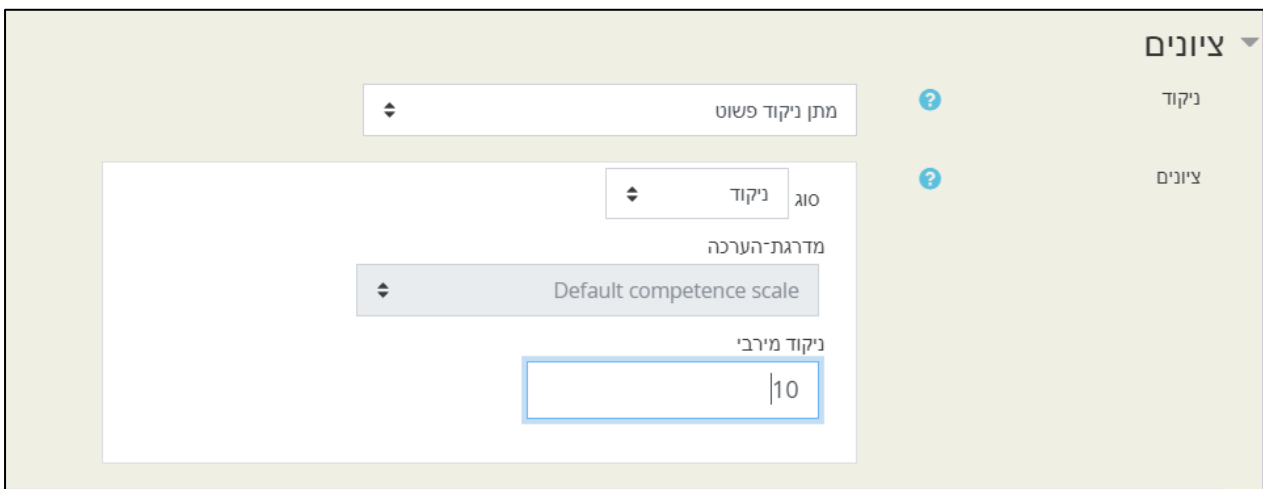 ציונים
ניקוד
מתן ניקוד פשוט
ציונים
סוג ניקוד
מדרגת־הערכה
Default competence scale
ניקוד מירבי
10